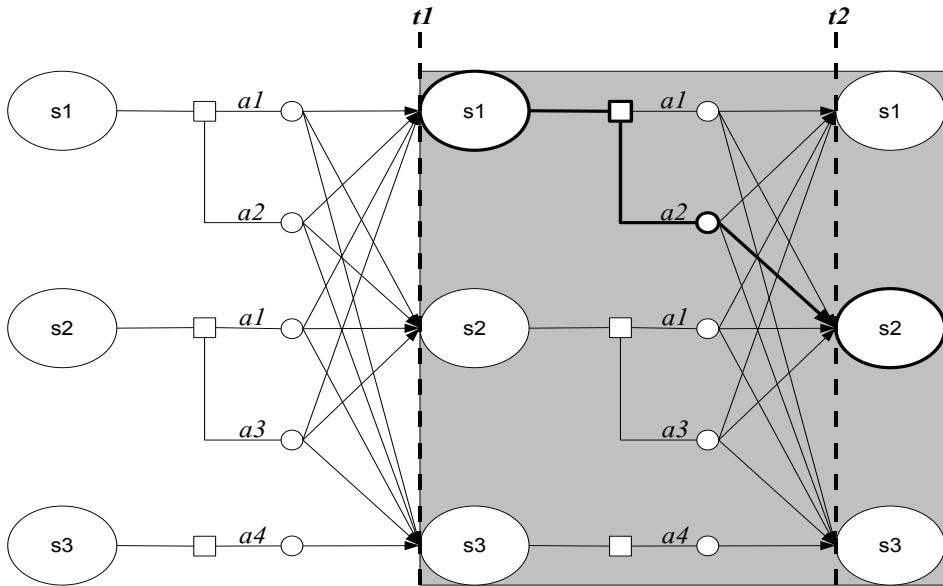 t1 t2
s1 a1 s1 a1 s1
a2 a2
s2 a1 s2 a1 s2
a3 a3
s3 a4 s3 a4 s3